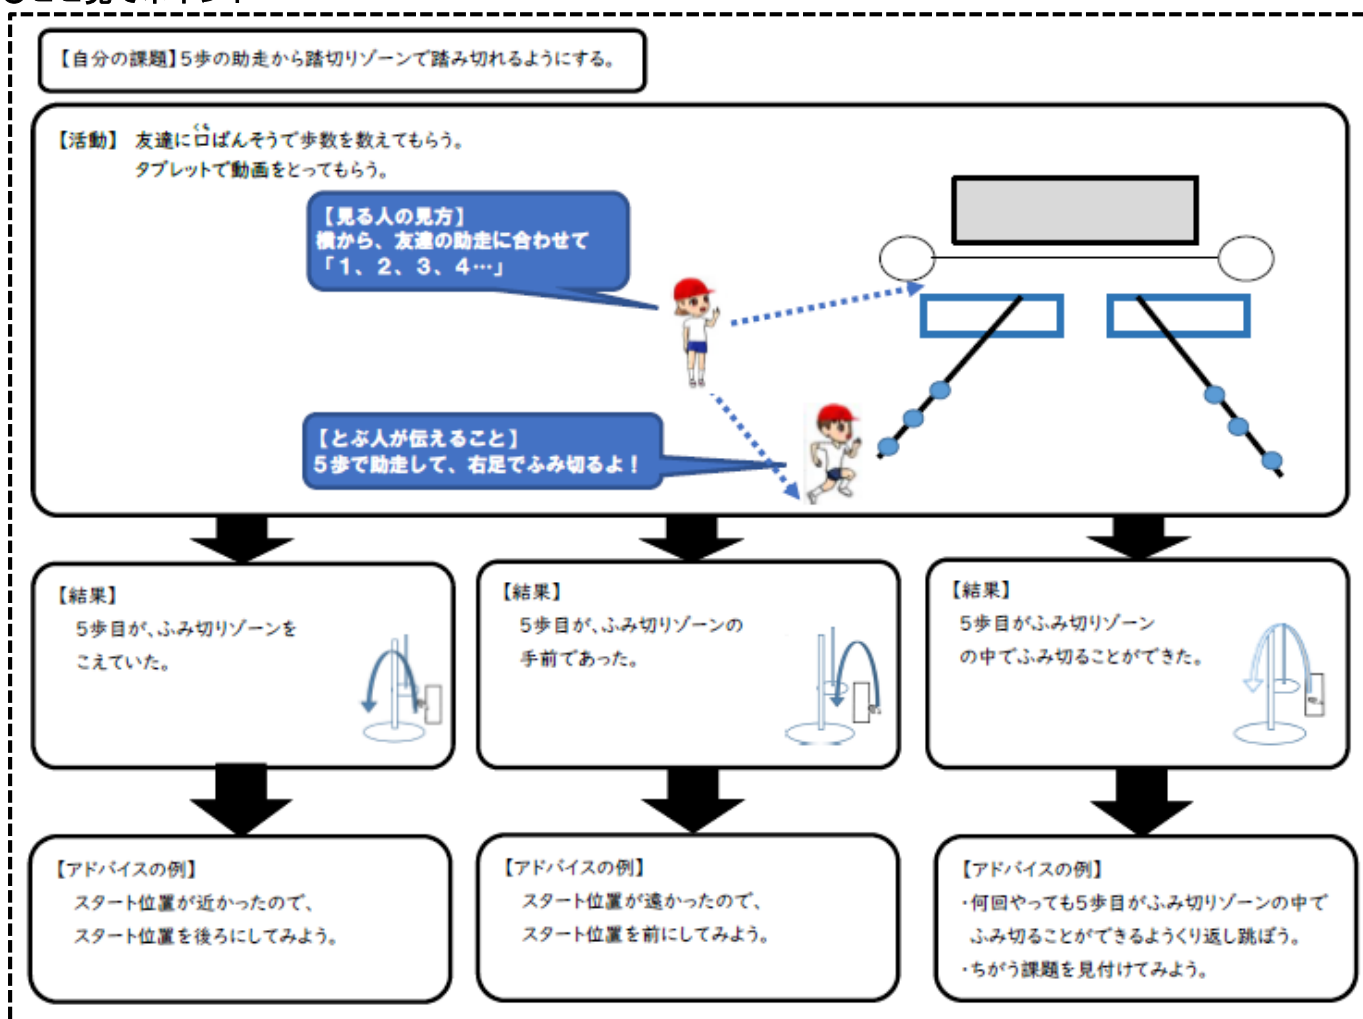 【自分の課題】5歩の助走から踏切りゾーンで踏み切れるようにする。
【活動】 友達に口ばんそうで歩数を数えてもらう。
タブレットで動画をとってもらう。
【見る人の見方】
横から、友達の助走に合わせて
「1、2、3、4…」
【とぶ人が伝えること】
5歩で助走して、右足でふみ切るよ！
【結果】
5歩目が、ふみ切りゾーンを
こえていた。
【結果】
5歩目が、ふみ切りゾーンの
手前であった。
【結果】
5歩目がふみ切りゾーン
の中でふみ切ることができた。
【アドバイスの例】
スタート位置が近かったので、
スタート位置を後ろにしてみよう。
【アドバイスの例】
スタート位置が遠かったので、
スタート位置を前にしてみよう。
【アドバイスの例】
・何回やっても5歩目がふみ切りゾーンの中で
ふみ切ることができるようくり返し跳ぼう。
・ちがう課題を見付けてみよう。